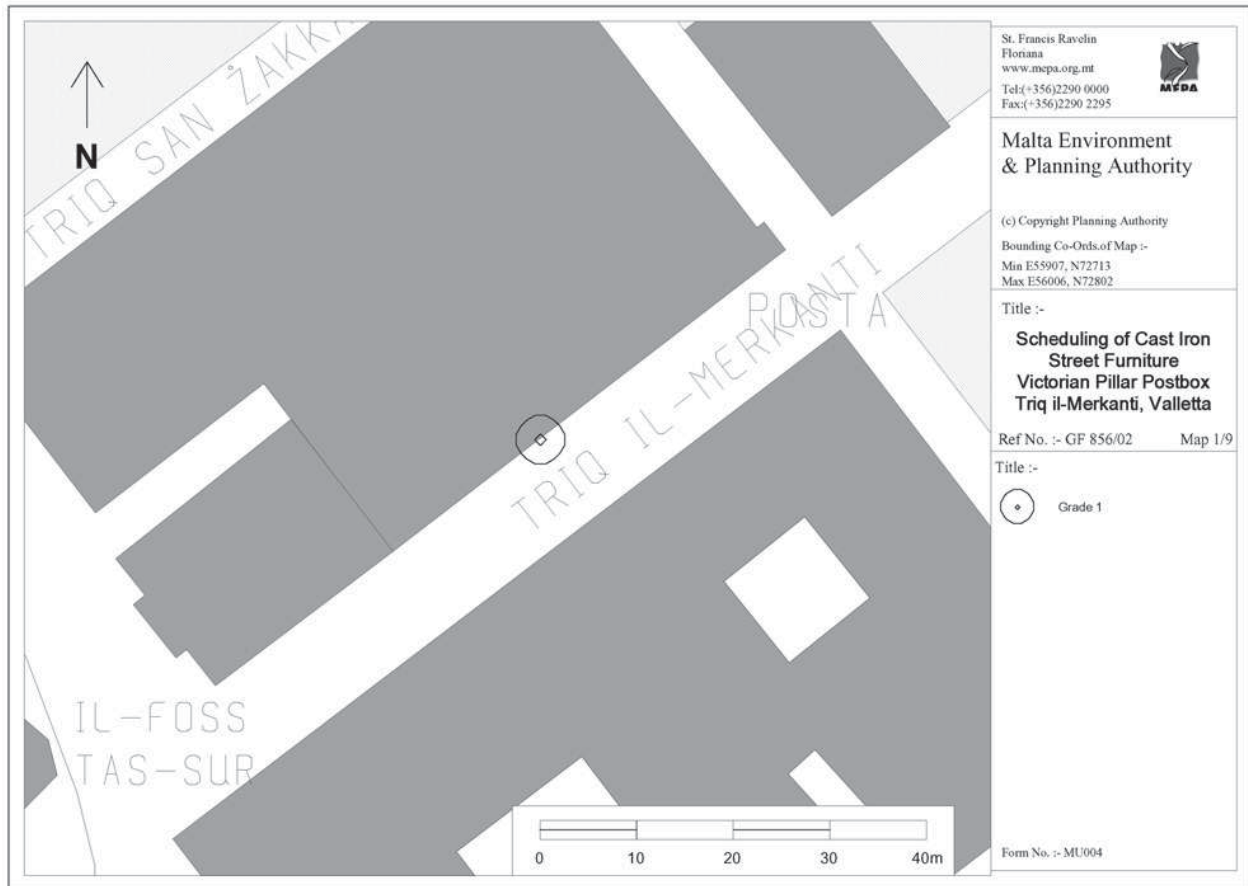 TRIQ SAN ŻAKKA
N
POSTA
TRIQ IL-MERKANTI
IL-FOSS
TAS-SUR
0 10 20 30 40m
St. Francis Ravelin
Floriana
www.mepa.org.mt
Tel:(+356)2290 0000
Fax:(+356)2290 2295
MEPA
Malta Environment
& Planning Authority
(c) Copyright Planning Authority
Bounding Co-Ords.of Map :-
Min E55907, N72713
Max E56006, N72802
Title :-
Scheduling of Cast Iron
Street Furniture
Victorian Pillar Postbox
Triq il-Merkanti, Valletta
Ref No. :- GF 856/02 Map 1/9
Title :-
Grade 1
Form No. :- MU004